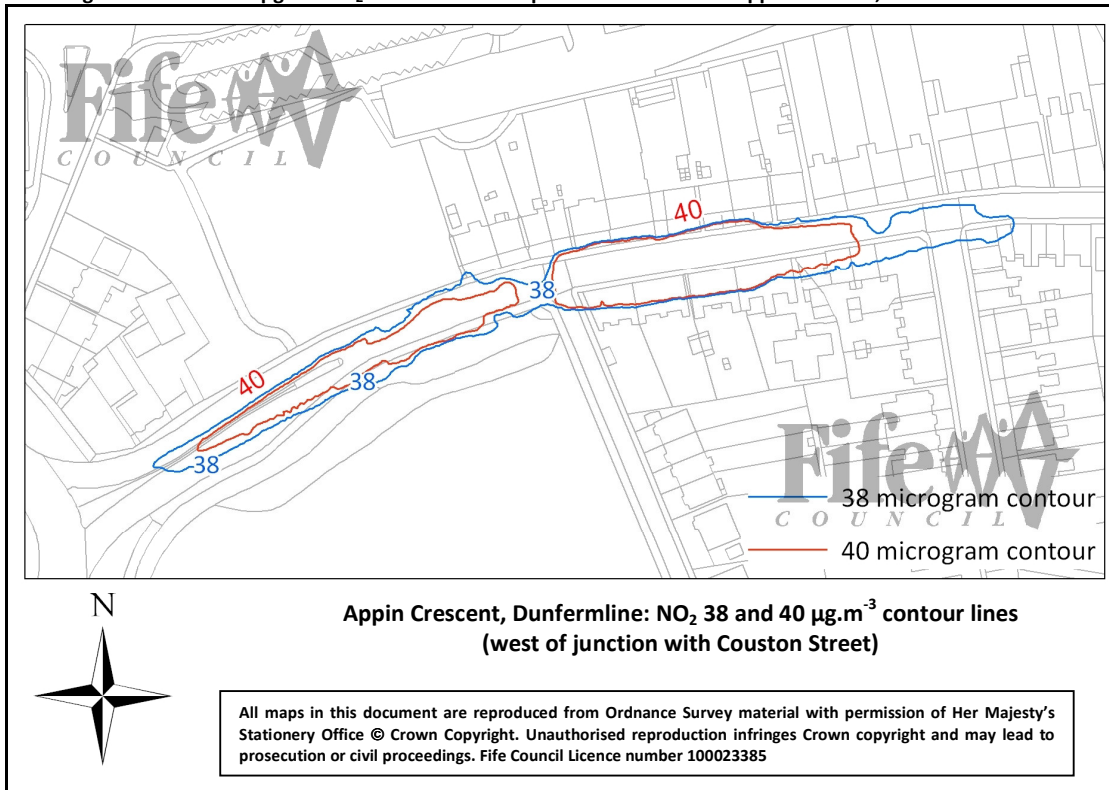 Fife
COUNCIL
40
38
40
38
38
Fife
COUNCIL
38 microgram contour
40 microgram contour
N
Appin Crescent, Dunfermline: NO₂ 38 and 40 µg.m⁻³ contour lines
(west of junction with Couston Street)
All maps in this document are reproduced from Ordnance Survey material with permission of Her Majesty's
Stationery Office © Crown Copyright. Unauthorised reproduction infringes Crown copyright and may lead to
prosecution or civil proceedings. Fife Council Licence number 100023385